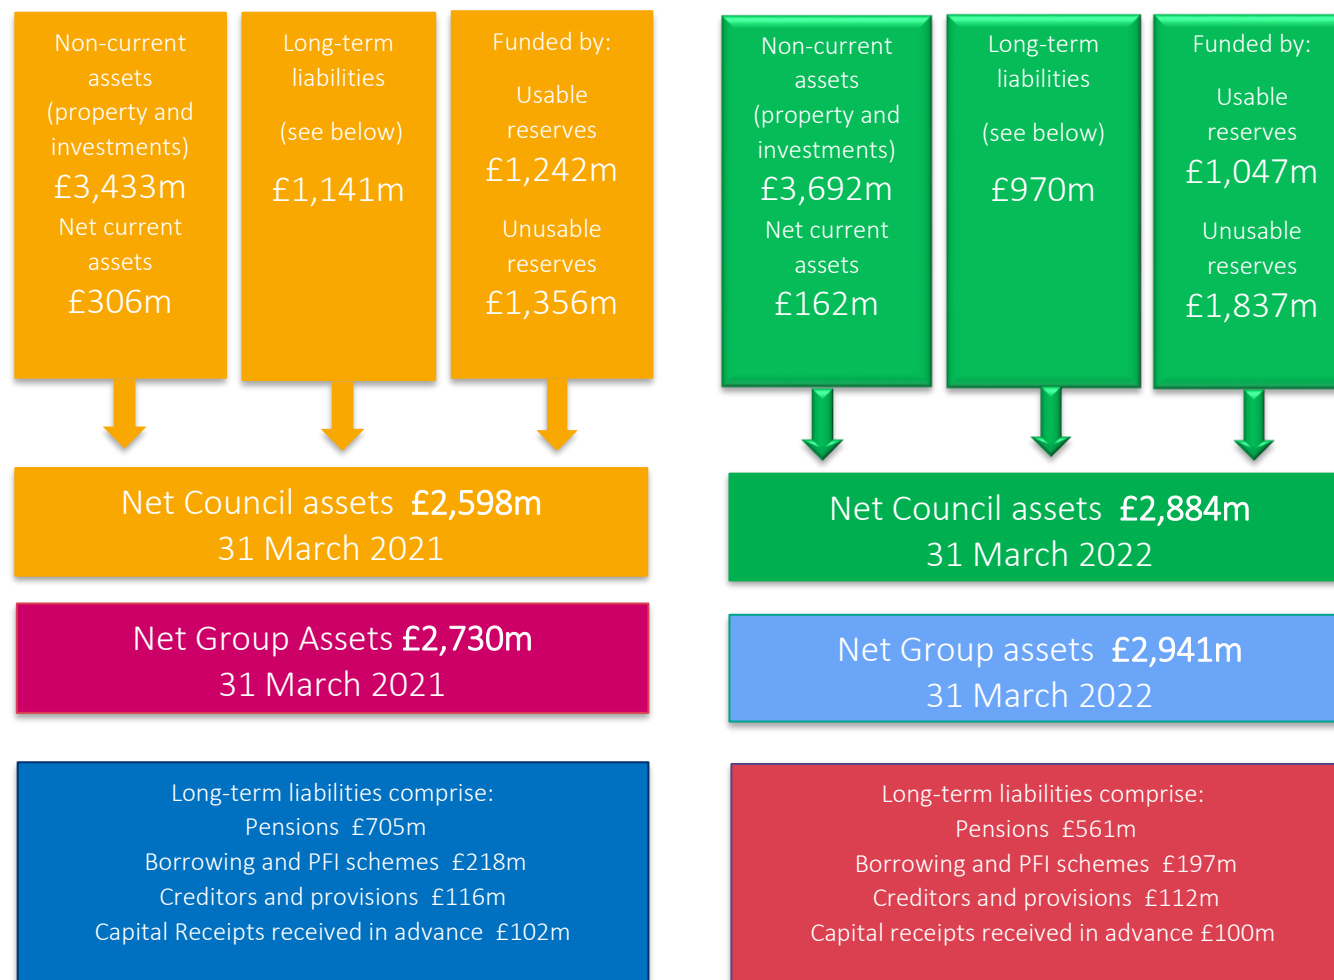 Non-current
assets
(property and
investments)
£3,433m
Net current
assets
£306m
Long-term
liabilities
(see below)
£1,141m
Funded by:
Usable
reserves
£1,242m
Unusable
reserves
£1,356m
Net Council assets £2,598m
31 March 2021
Net Group Assets £2,730m
31 March 2021
Long-term liabilities comprise:
Pensions £705m
Borrowing and PFI schemes £218m
Creditors and provisions £116m
Capital Receipts received in advance £102m
Non-current
assets
(property and
investments)
£3,692m
Net current
assets
£162m
Long-term
liabilities
(see below)
£970m
Funded by:
Usable
reserves
£1,047m
Unusable
reserves
£1,837m
Net Council assets £2,884m
31 March 2022
Net Group assets £2,941m
31 March 2022
Long-term liabilities comprise:
Pensions £561m
Borrowing and PFI schemes £197m
Creditors and provisions £112m
Capital receipts received in advance £100m